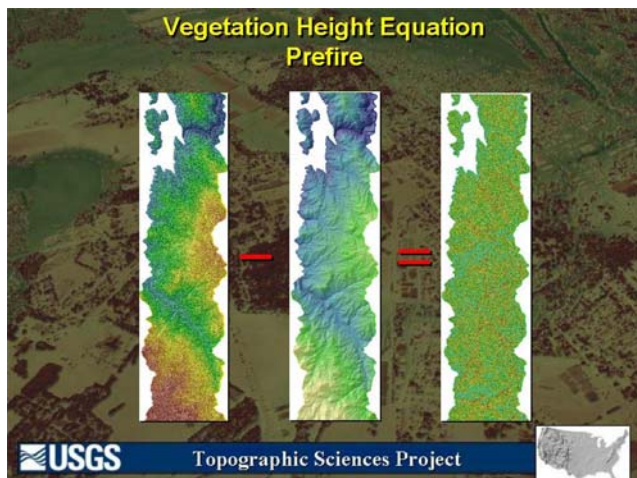 Vegetation Height Equation
Prefire
USGS
Topographic Sciences Project